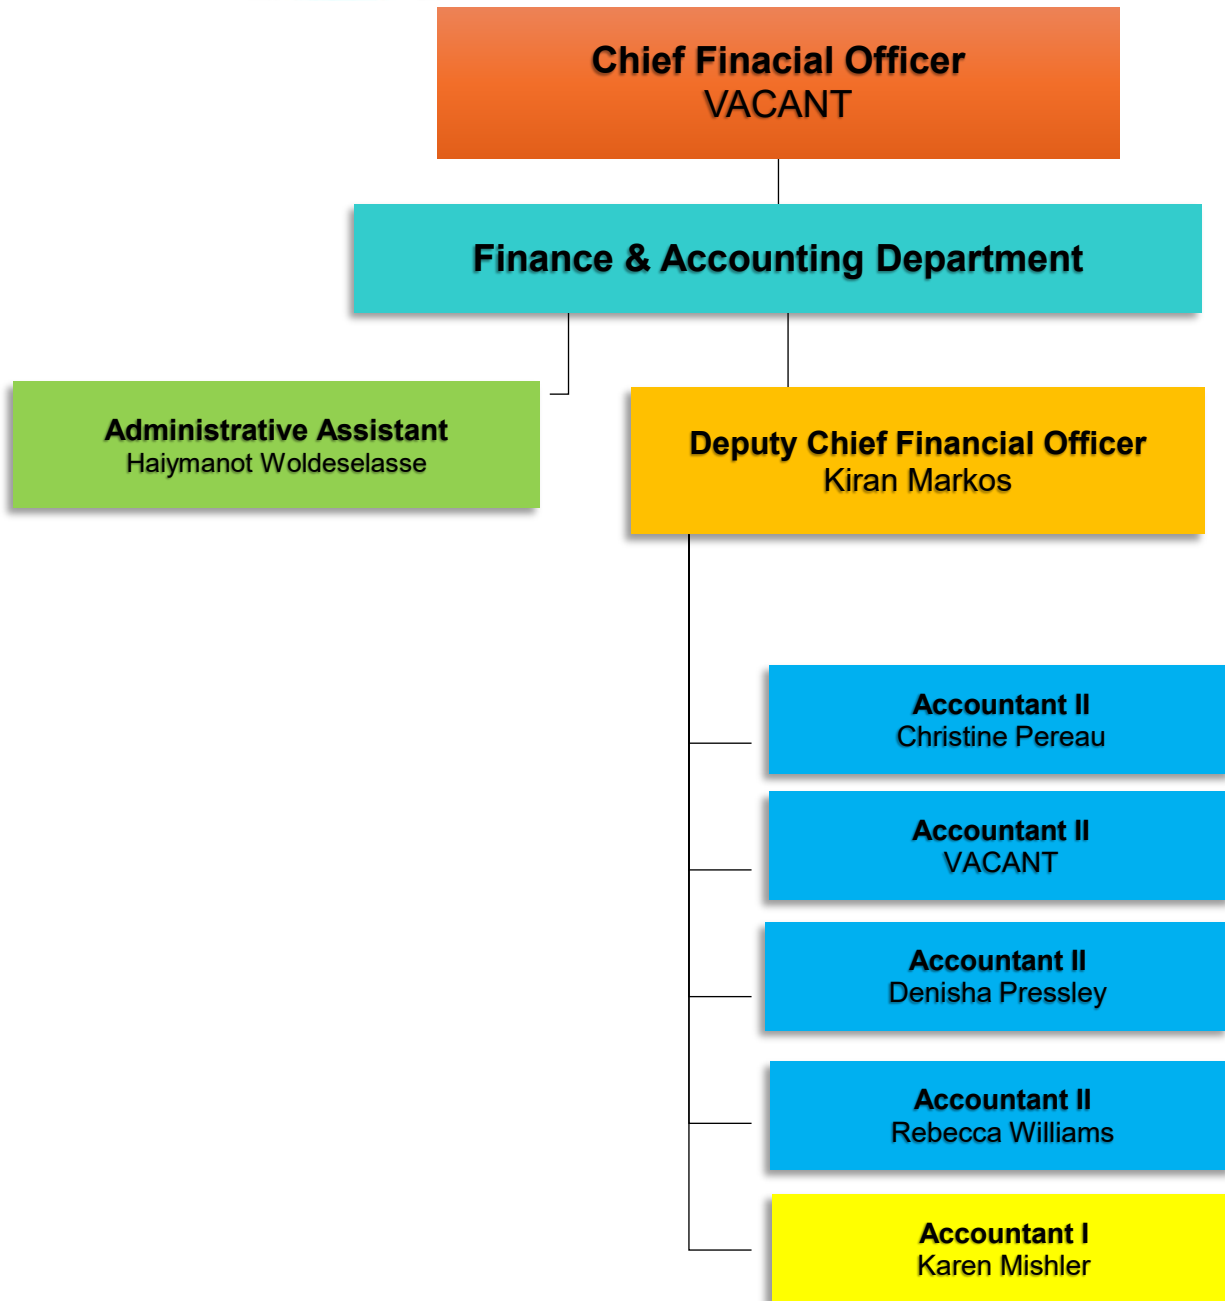 Chief Finacial Officer
VACANT
Finance & Accounting Department
Administrative Assistant
Haiymanot Woldeselasse
Deputy Chief Financial Officer
Kiran Markos
Accountant II
Christine Pereau
Accountant II
VACANT
Accountant II
Denisha Pressley
Accountant II
Rebecca Williams
Accountant I
Karen Mishler